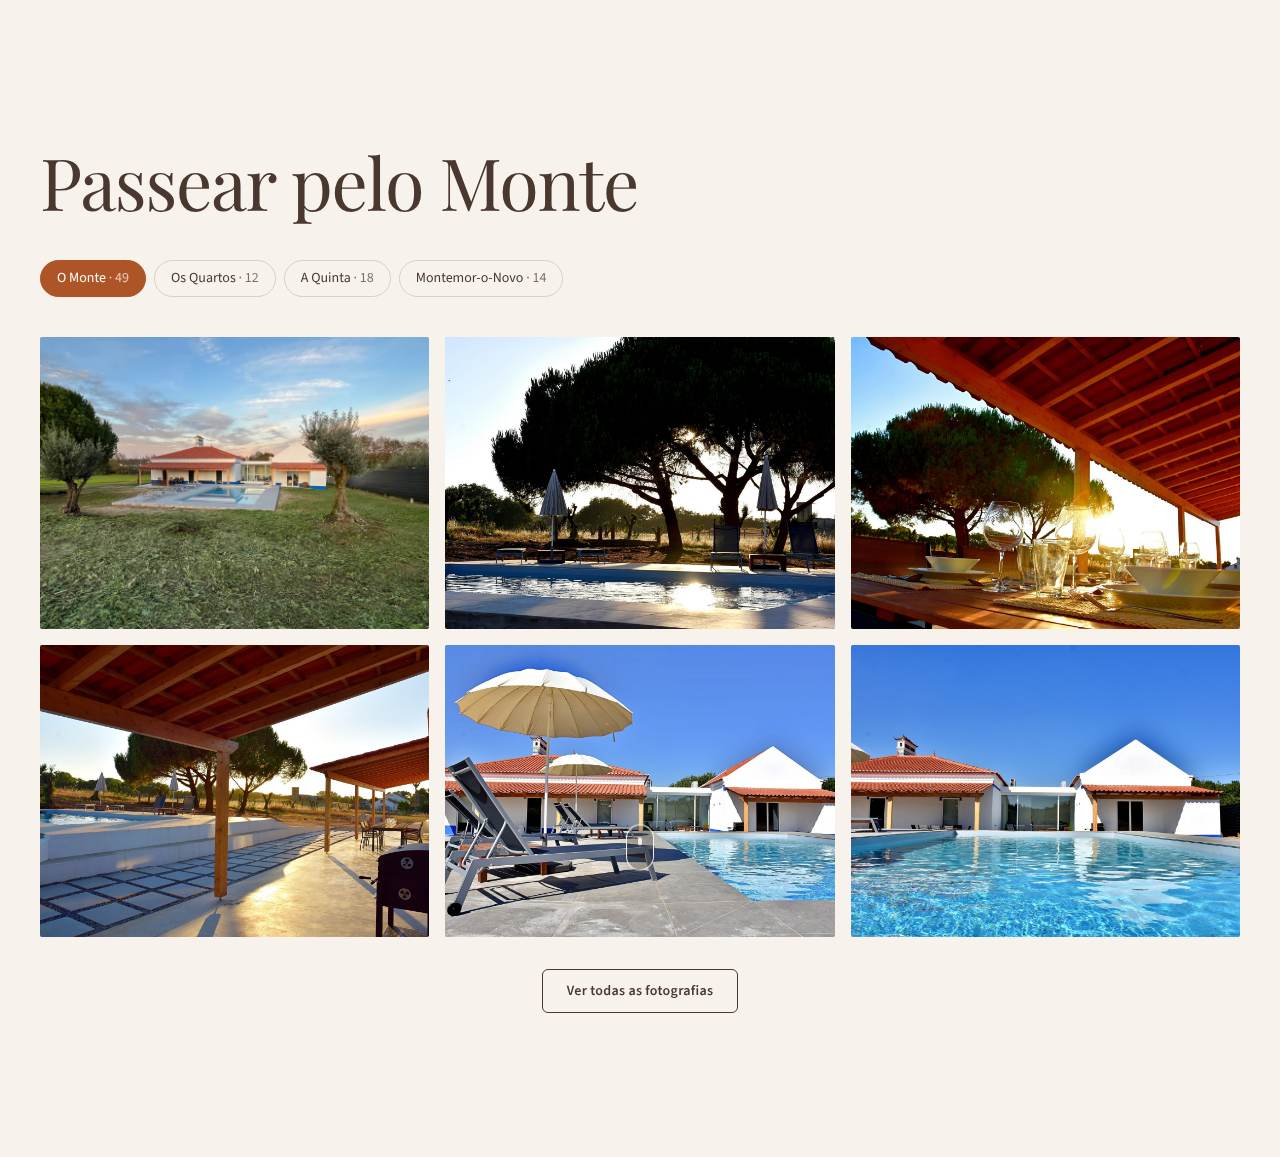 Passear pelo Monte
O Monte · 49
Os Quartos · 12
A Quinta · 18
Montemor-o-Novo · 14
Ver todas as fotografias